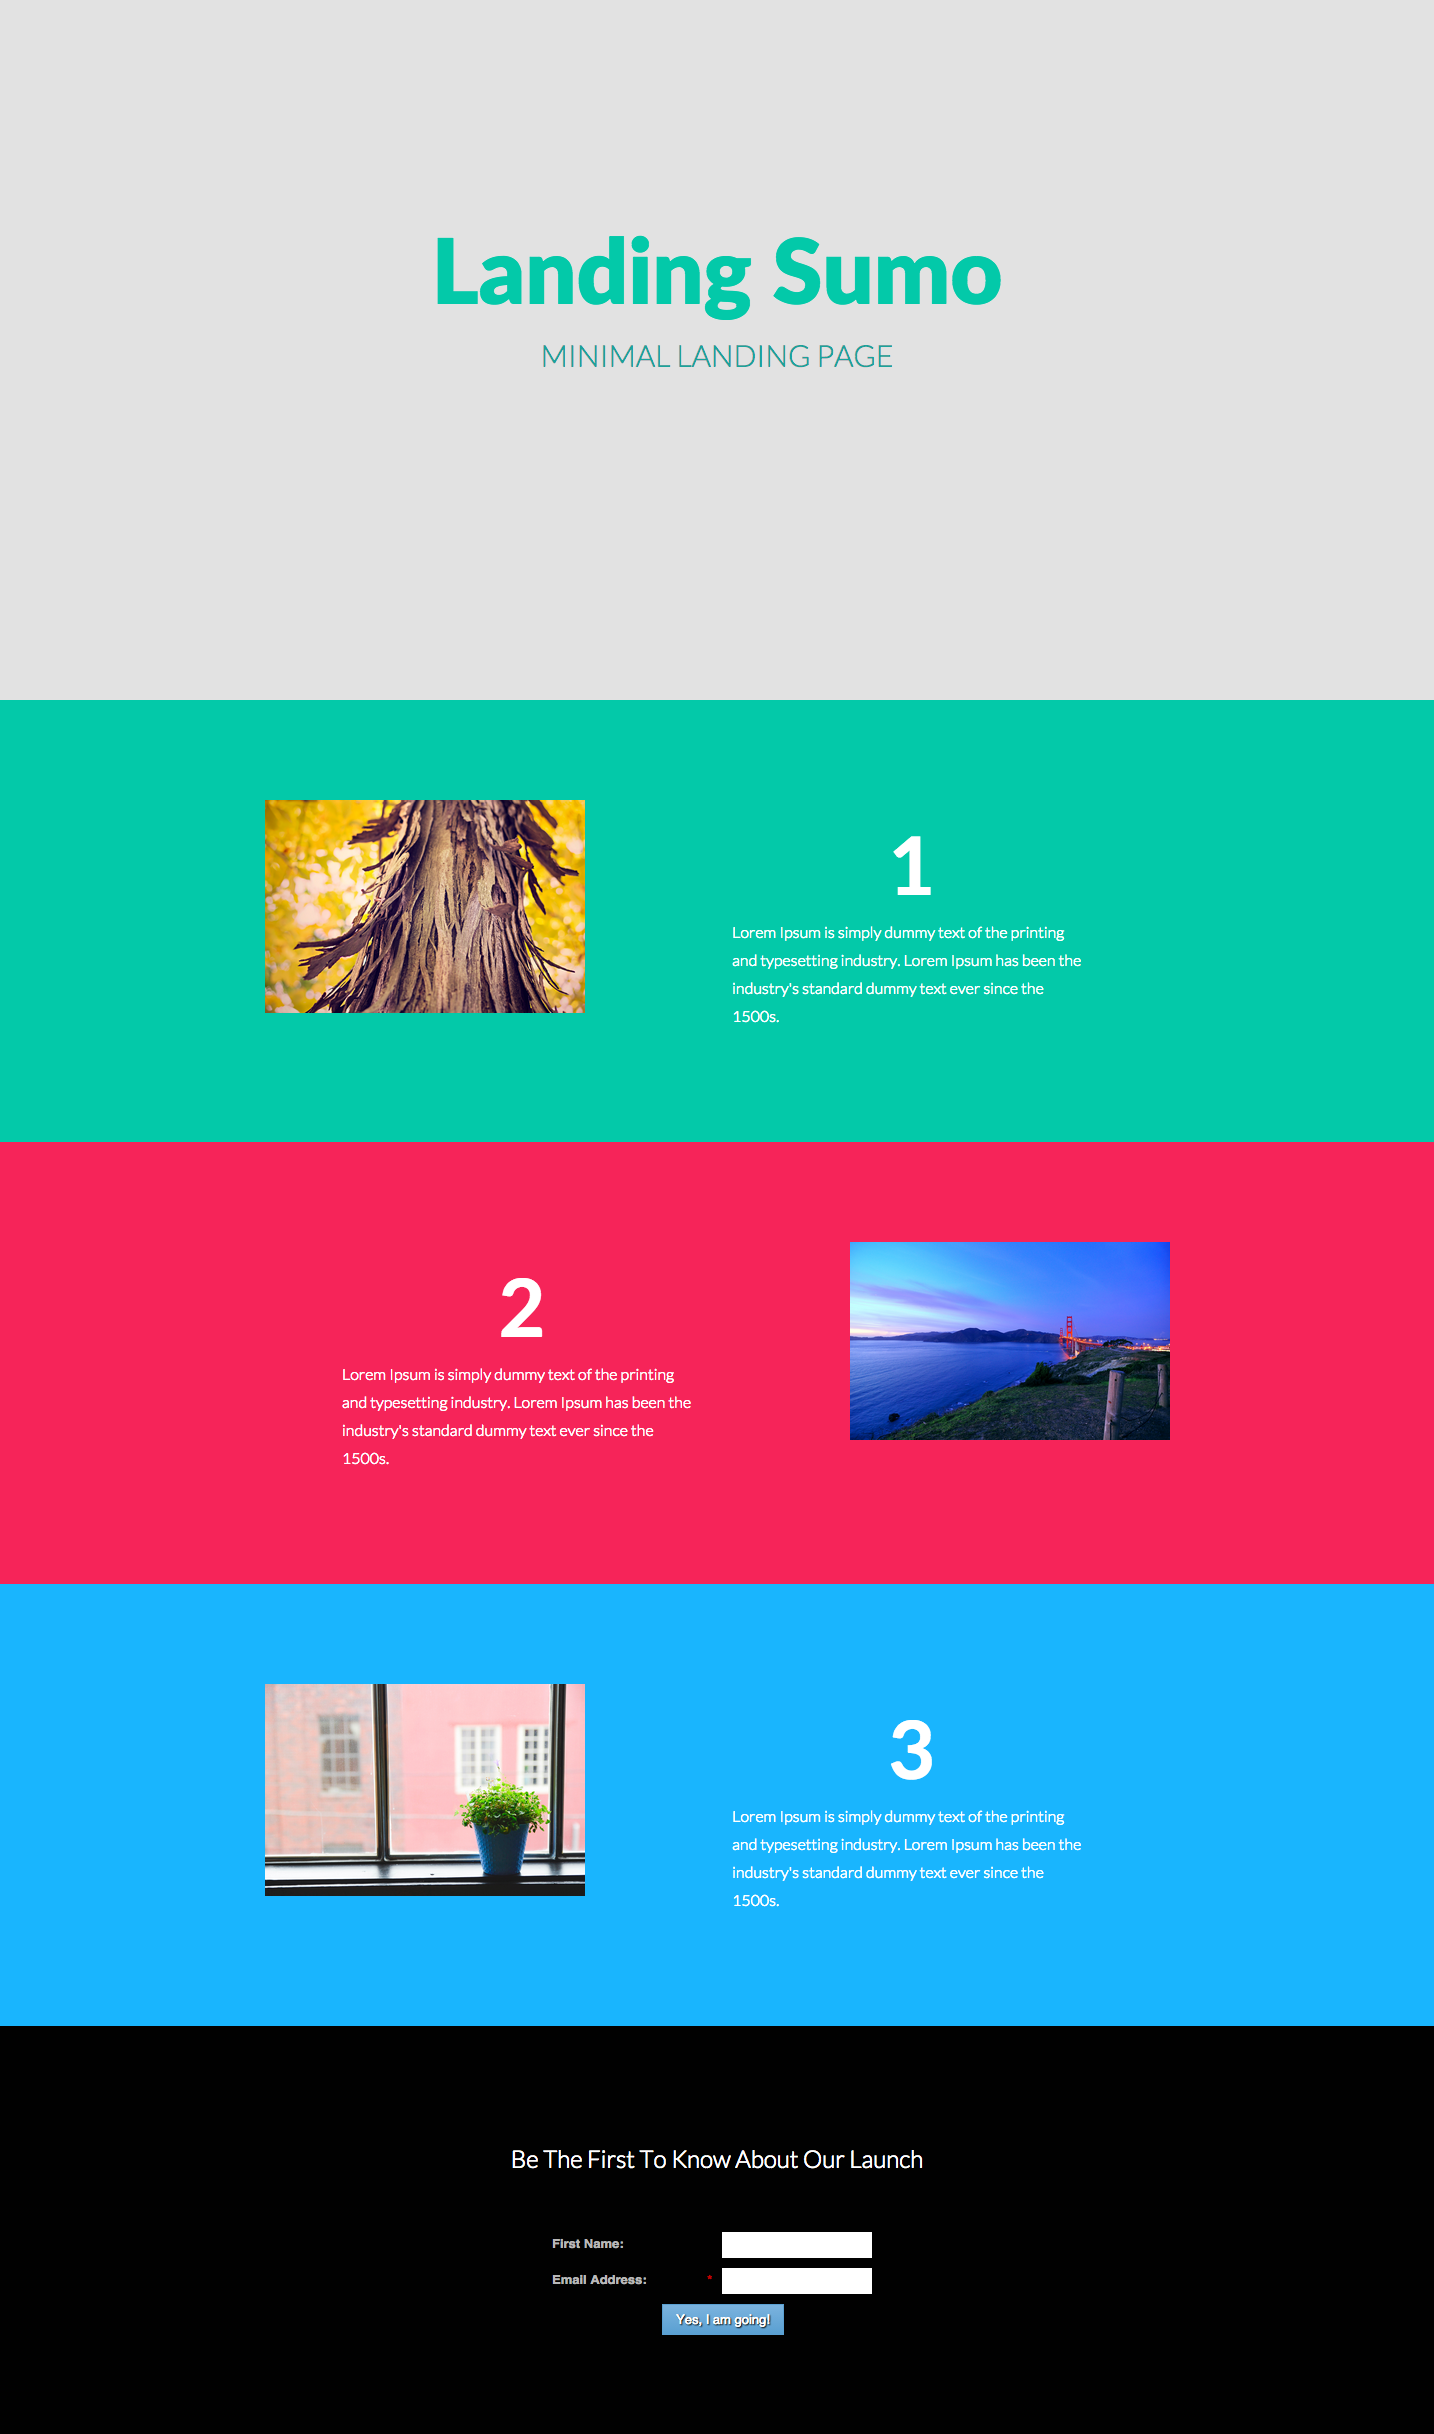 Landing Sumo
MINIMAL LANDING PAGE
1
Lorem Ipsum is simply dummy text of the printing
and typesetting industry. Lorem Ipsum has been the
industry's standard dummy text ever since the
1500s.
2
Lorem Ipsum is simply dummy text of the printing
and typesetting industry. Lorem Ipsum has been the
industry's standard dummy text ever since the
1500s.
3
Lorem Ipsum is simply dummy text of the printing
and typesetting industry. Lorem Ipsum has been the
industry's standard dummy text ever since the
1500s.
Be The First To Know About Our Launch
First Name:
Email Address: *
Yes, I am going!